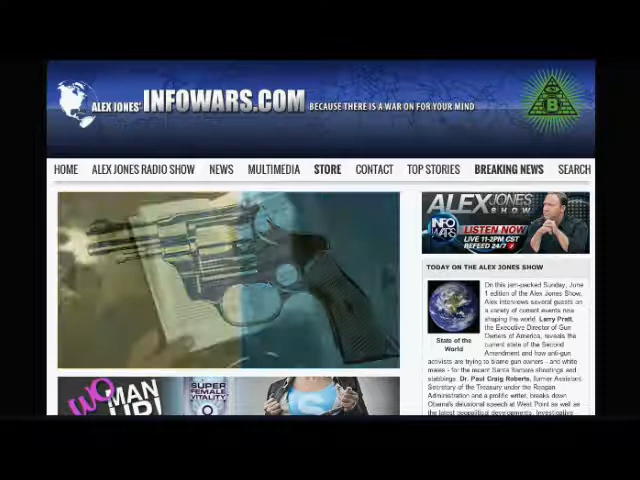 ALEX JONES' INFOWARS.COM BECAUSE THERE IS A WAR ON FOR YOUR MIND
B
HOME ALEX JONES RADIO SHOW NEWS MULTIMEDIA STORE CONTACT TOP STORIES BREAKING NEWS SEARCH
ALEX JONES
SHOW
INFO
WARS
LISTEN NOW
LIVE 11-2PM CST
REFEED 24/7
TODAY ON THE ALEX JONES SHOW
State of the
World
On this jam-packed Sunday, June
1 edition of the Alex Jones Show,
Alex interviews several guests on
a variety of current events now
shaping the world. Larry Pratt,
the Executive Director of Gun
Owners of America, reveals the
current state of the Second
Amendment and how anti-gun
activists are trying to blame gun owners - and white
males - for the recent Santa Barbara shootings and
stabbings. Dr. Paul Craig Roberts, former Assistant
Secretary of the Treasury under the Reagan
Administration and a prolific writer, breaks down
Obama's delusional speech at West Point as well as
the latest geopolitical developments. Investigative
WOMAN
UP!
SUPER
FEMALE
VITALITY
S